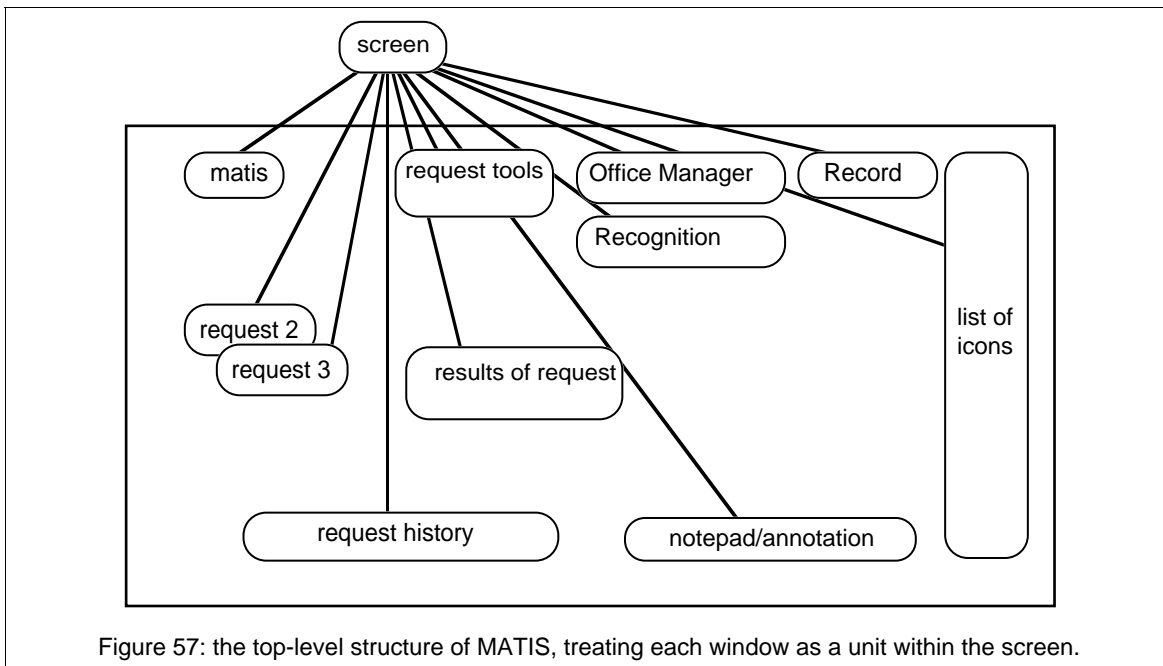 screen
matis
request tools
Office Manager
Record
Recognition
request 2
request 3
results of request
list of
icons
request history
notepad/annotation
Figure 57: the top-level structure of MATIS, treating each window as a unit within the screen.